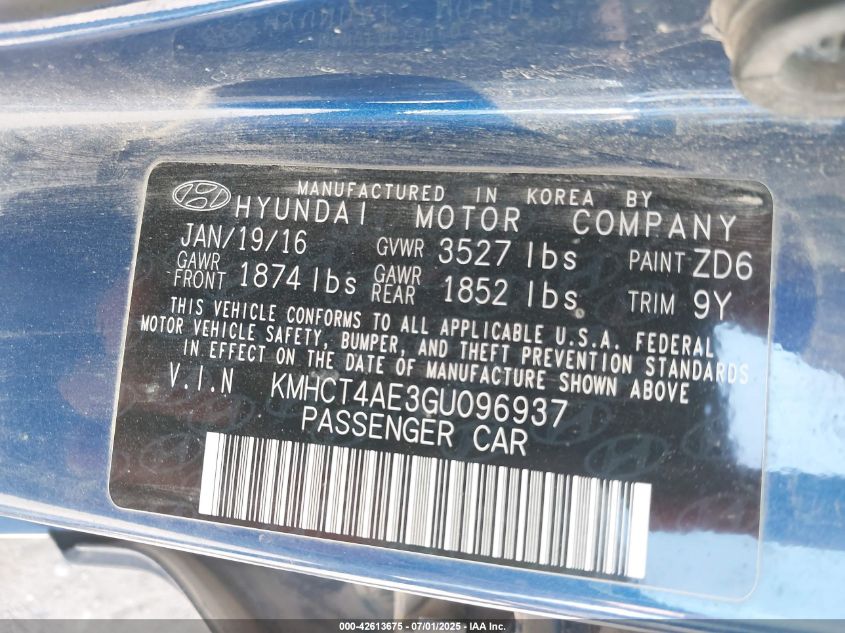 MANUFACTURED IN KOREA BY
HYUNDAI MOTOR COMPANY
JAN/19/16 GVWR 3527 lbs PAINT ZD6
GAWR FRONT 1874 lbs GAWR REAR 1852 lbs TRIM 9Y
THIS VEHICLE CONFORMS TO ALL APPLICABLE U.S.A. FEDERAL
MOTOR VEHICLE SAFETY, BUMPER, AND THEFT PREVENTION STANDARDS
IN EFFECT ON THE DATE OF MANUFACTURE SHOWN ABOVE
V.I.N KMHCT4AE3GU096937
PASSENGER CAR
000-42613675 - 07/01/2025 - IAA Inc.